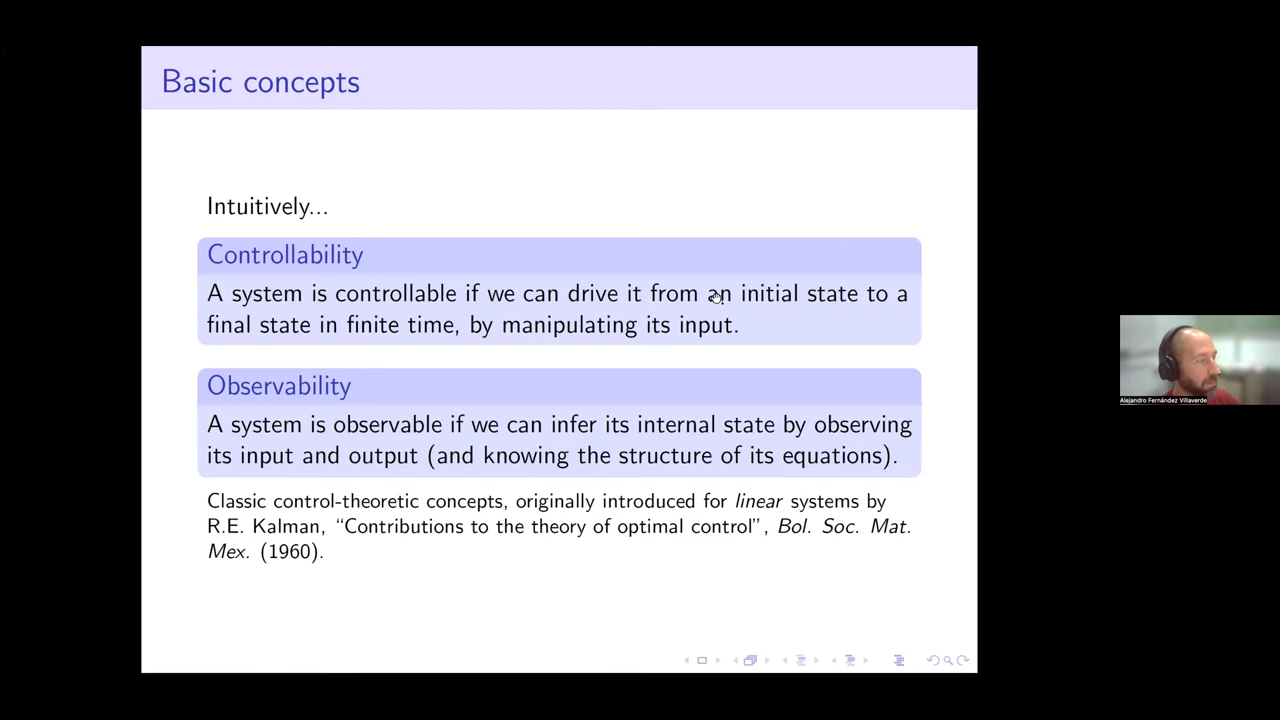 Basic concepts
Intuitively...
Controllability
A system is controllable if we can drive it from an initial state to a
final state in finite time, by manipulating its input.
Observability
A system is observable if we can infer its internal state by observing
its input and output (and knowing the structure of its equations).
Classic control-theoretic concepts, originally introduced for linear systems by
R.E. Kalman, “Contributions to the theory of optimal control”, Bol. Soc. Mat.
Mex. (1960).
Alejandro Fernández Villaverde